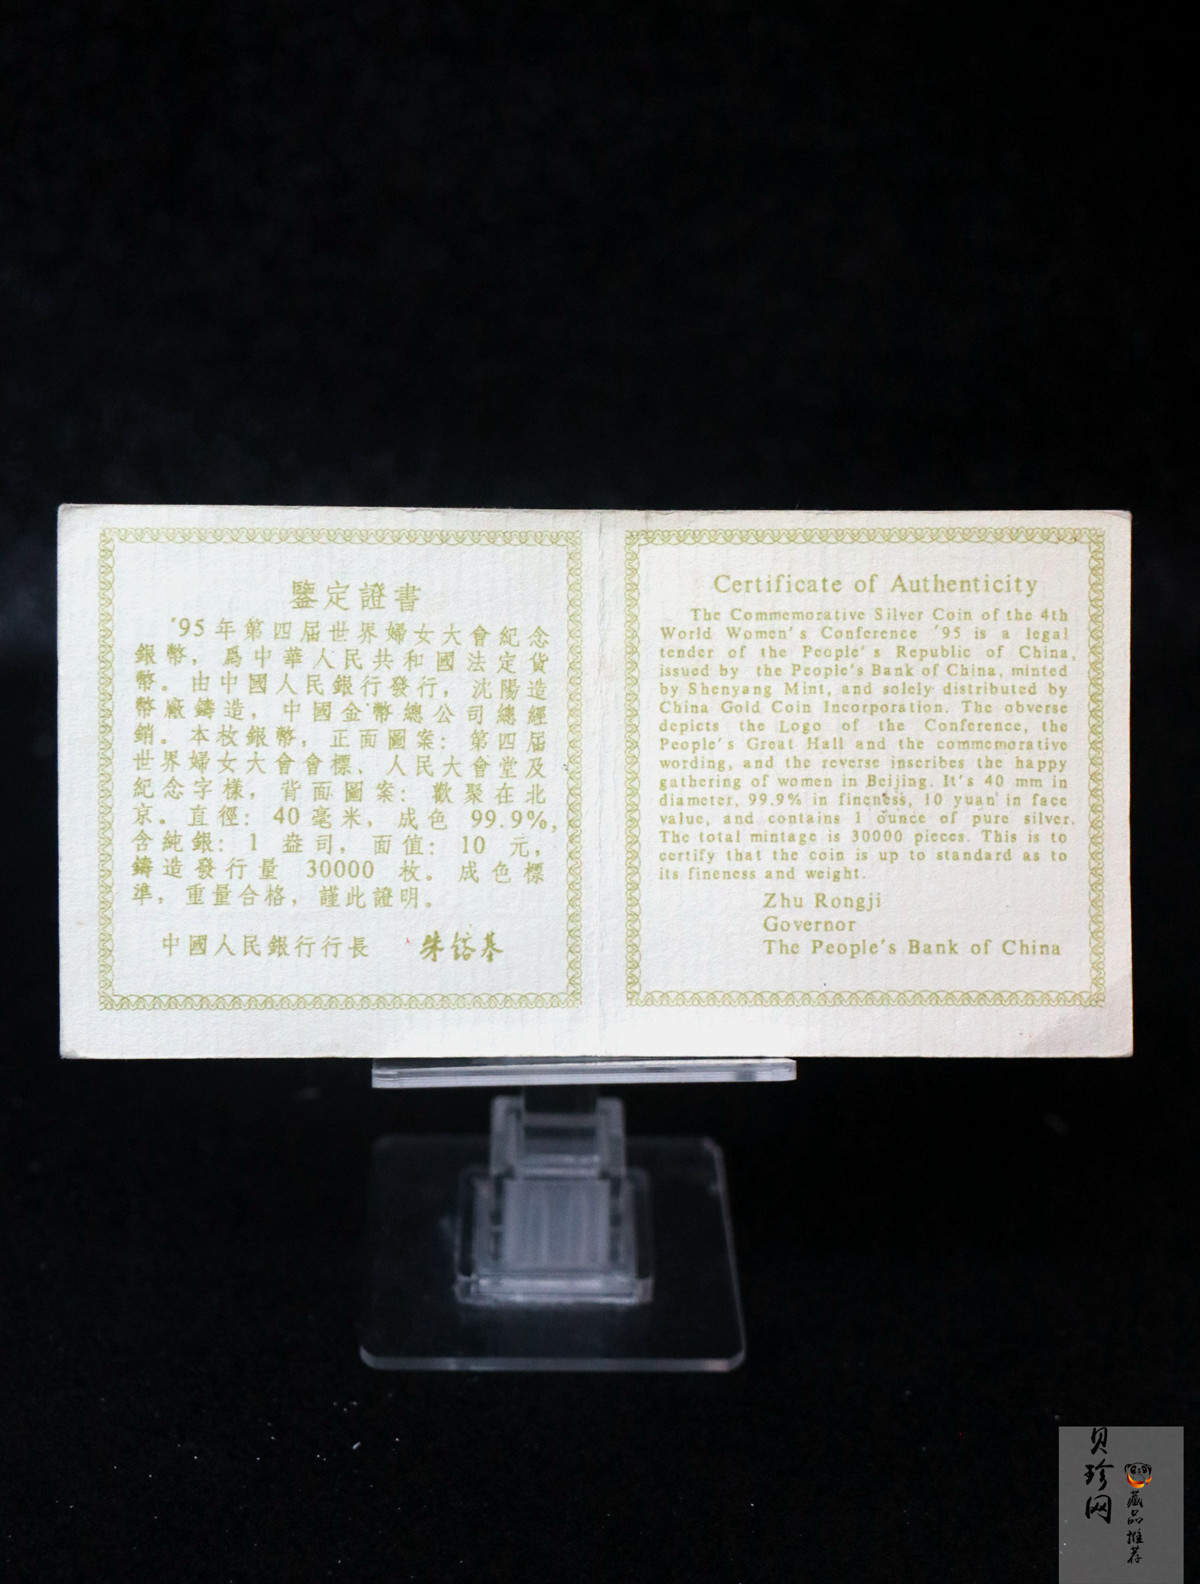 鑒定證書
'95年第四届世界婦女大會紀念
銀幣，爲中華人民共和國法定貨
幣。由中國人民銀行發行，沈陽造
幣廠鑄造，中國金幣總公司總經
銷。本枚銀幣，正面圖案：第四届
世界婦女大會會標、人民大會堂及
紀念字樣，背面圖案：歡聚在北
京。直徑：40毫米，成色 99.9%，
含純銀：1 盎司，面值：10 元，
鑄造發行量 30000 枚。成色標
準，重量合格，謹此證明。
中國人民銀行行長 朱鎔基
Certificate of Authenticity
The Commemorative Silver Coin of the 4th
World Women's Conference '95 is a legal
tender of the People's Republic of China,
issued by the People's Bank of China, minted
by Shenyang Mint, and solely distributed by
China Gold Coin Incorporation. The obverse
depicts the Logo of the Conference, the
People's Great Hall and the commemorative
wording, and the reverse inscribes the happy
gathering of women in Beijing. It's 40 mm in
diameter, 99.9% in fineness, 10 yuan in face
value, and contains 1 ounce of pure silver.
The total mintage is 30000 pieces. This is to
certify that the coin is up to standard as to
its fineness and weight.
Zhu Rongji
Governor
The People's Bank of China
贝珍网
藏品推荐